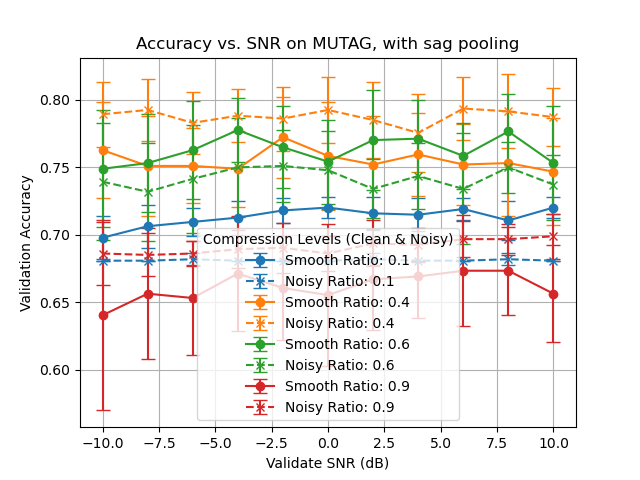 Accuracy vs. SNR on MUTAG, with sag pooling
Validation Accuracy
0.80
0.75
0.70
0.65
0.60
Compression Levels (Clean & Noisy)
Smooth Ratio: 0.1
Noisy Ratio: 0.1
Smooth Ratio: 0.4
Noisy Ratio: 0.4
Smooth Ratio: 0.6
Noisy Ratio: 0.6
Smooth Ratio: 0.9
Noisy Ratio: 0.9
−10.0 −7.5 −5.0 −2.5 0.0 2.5 5.0 7.5 10.0
Validate SNR (dB)